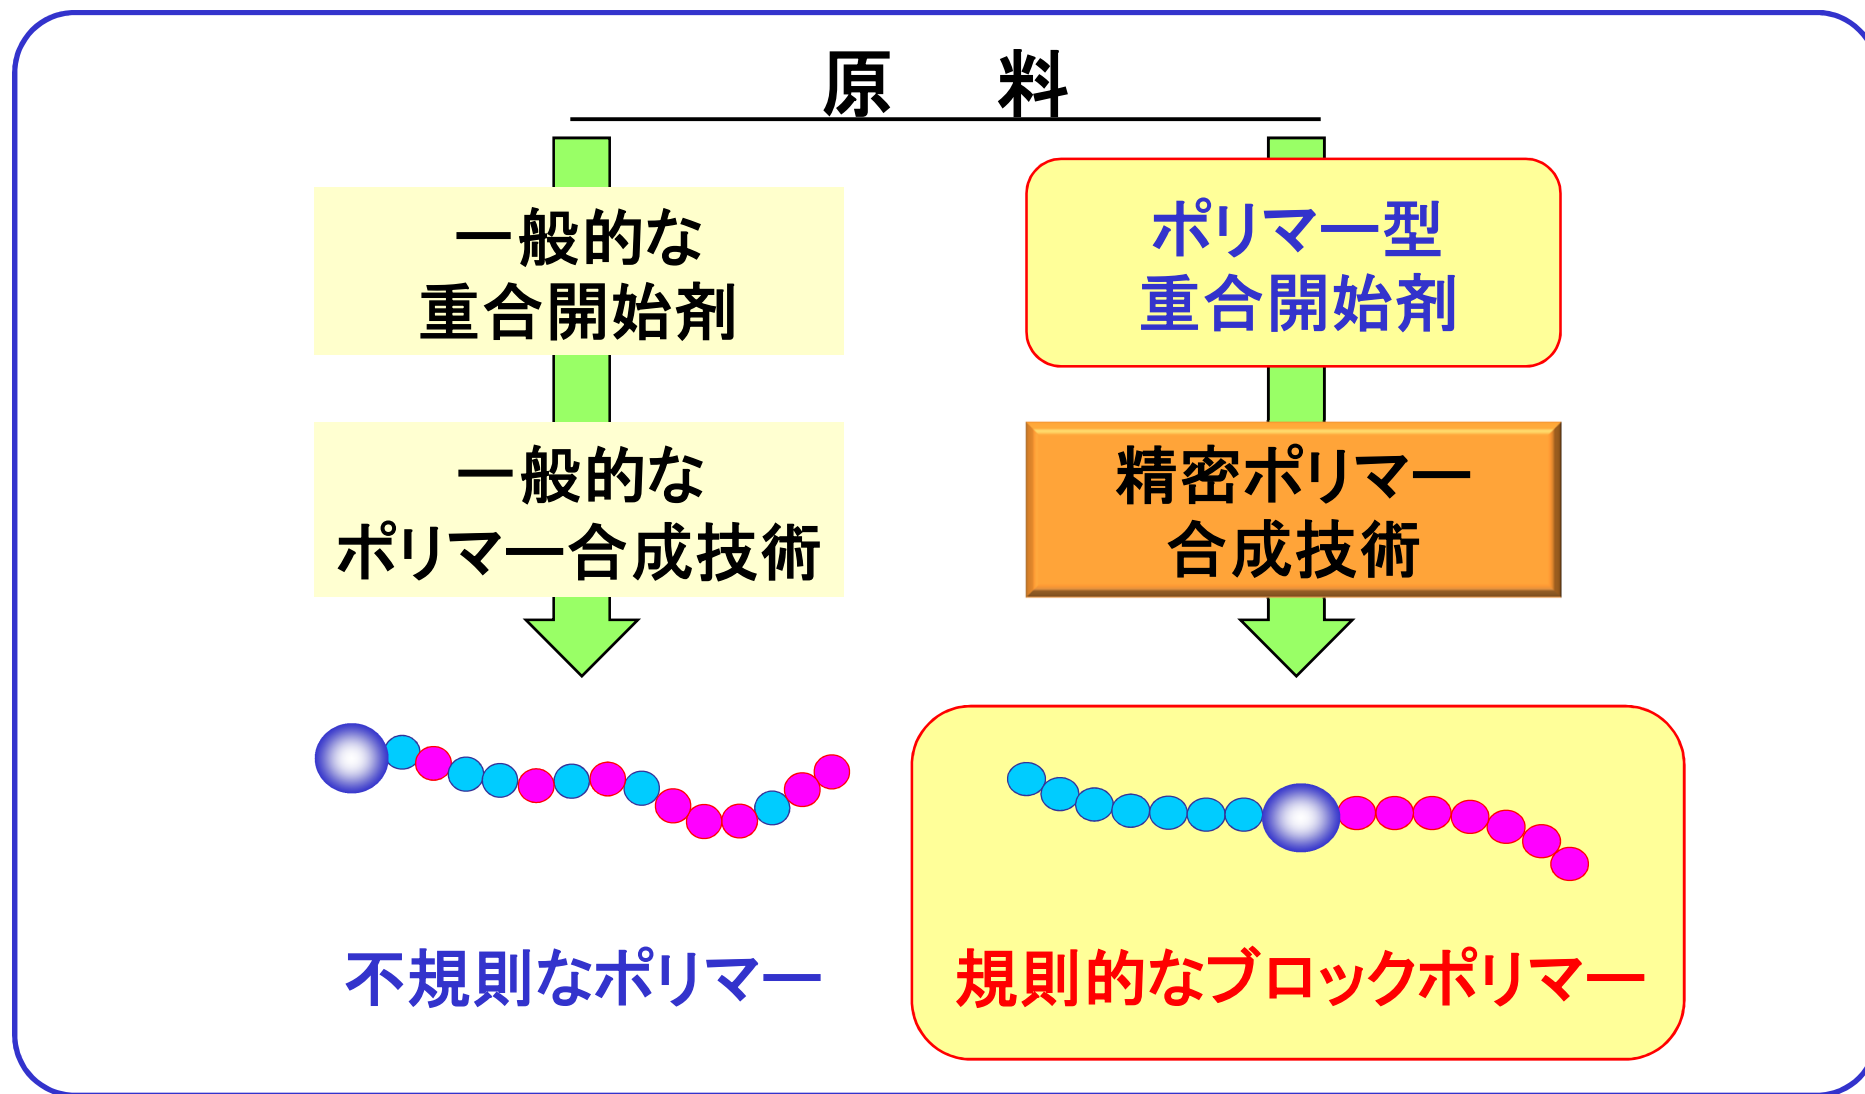 原　料
一般的な
重合開始剤
ポリマー型
重合開始剤
一般的な
ポリマー合成技術
精密ポリマー
合成技術
不規則なポリマー
規則的なブロックポリマー